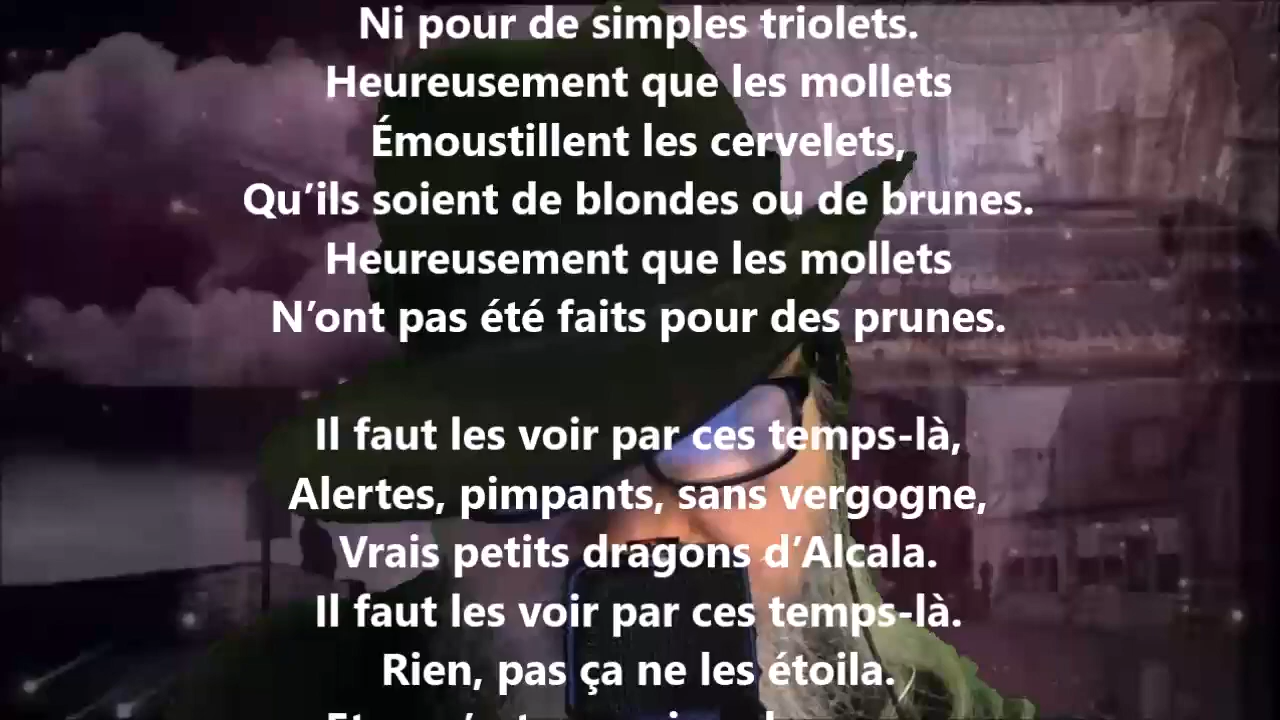 Ni pour de simples triolets.
Heureusement que les mollets
Émoustillent les cervelets,
Qu’ils soient de blondes ou de brunes.
Heureusement que les mollets
N’ont pas été faits pour des prunes.
Il faut les voir par ces temps-là,
Alertes, pimpants, sans vergogne,
Vrais petits dragons d’Alcala.
Il faut les voir par ces temps-là.
Rien, pas ça ne les étoila.